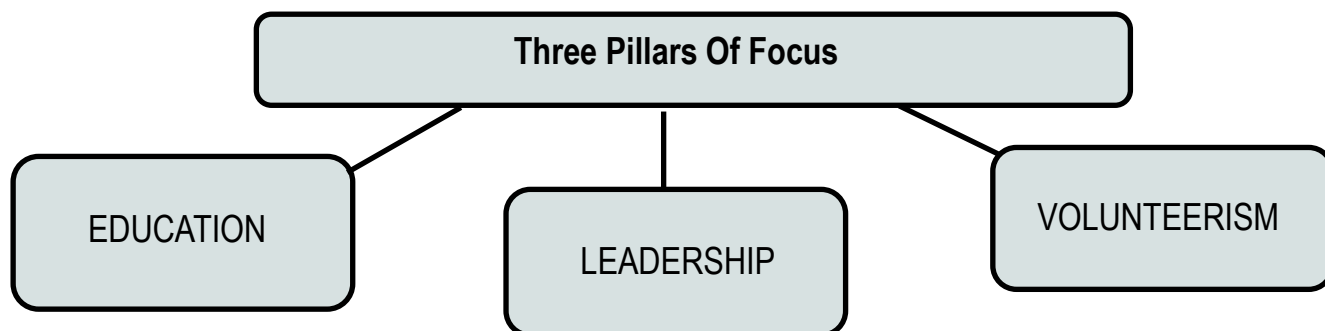 Three Pillars Of Focus
EDUCATION
LEADERSHIP
VOLUNTEERISM